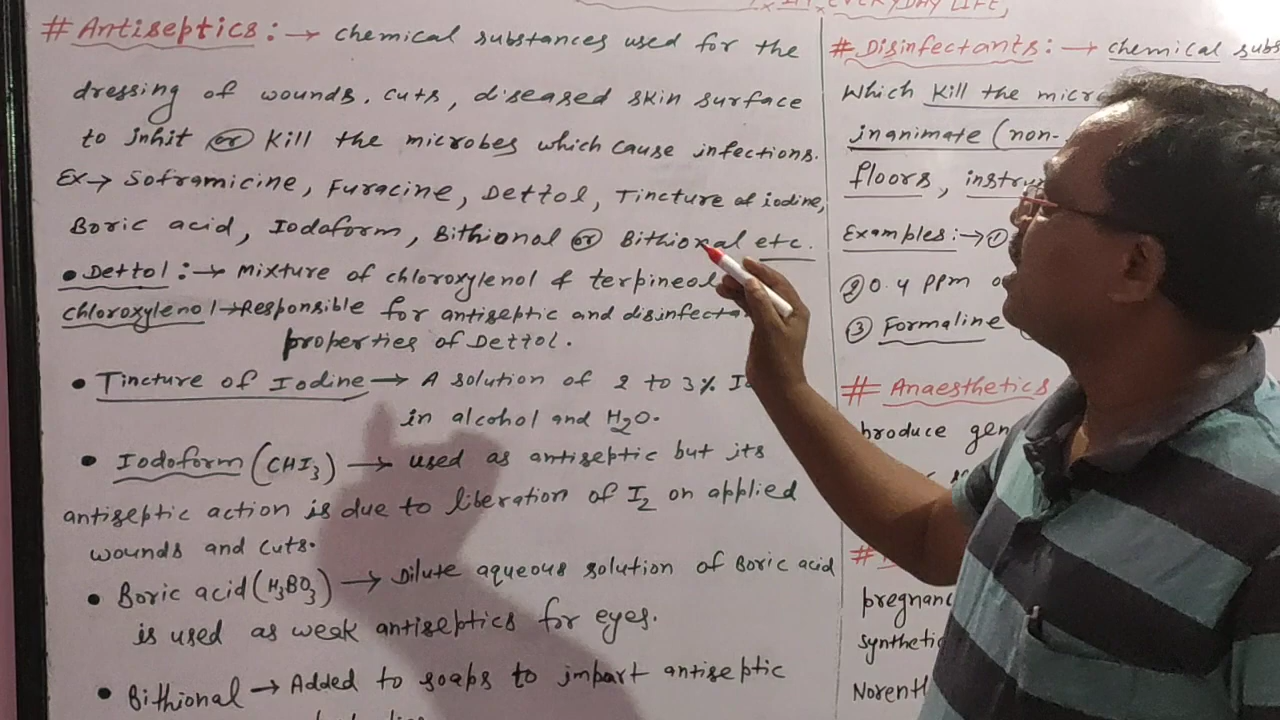 IN EVERYDAY LIFE,
# Antiseptics :→ chemical substances used for the
dressing of wounds. cuts, diseased skin surface
to inhit or kill the microbes which cause infections.
Ex→ Soframicine, Furacine, Dettol, Tincture of iodine,
Boric acid, Iodoform, Bithional or Bithioxal etc.
• Dettol :→ mixture of chloroxylenol & terpineol
chloroxylenol→Responsible for antiseptic and disinfecta
properties of Dettol.
• Tincture of Iodine → A solution of 2 to 3% I
in alcohol and H₂O.
• Iodoform (CHI₃) → used as antiseptic but its
antiseptic action is due to liberation of I₂ on applied
wounds and cuts.
• Boric acid (H₃BO₃) → Dilute aqueous solution of Boric acid
is used as weak antiseptics for eyes.
• Bithional → Added to soaps to impart antiseptic
# Disinfectants :→ chemical subs
Which kill the micr
inanimate (non-
floors, instru
Examples :→ ①
② 0.4 ppm o
③ Formaline
# Anaesthetics
produce gen
#
pregnanc
synthetic
Noreth